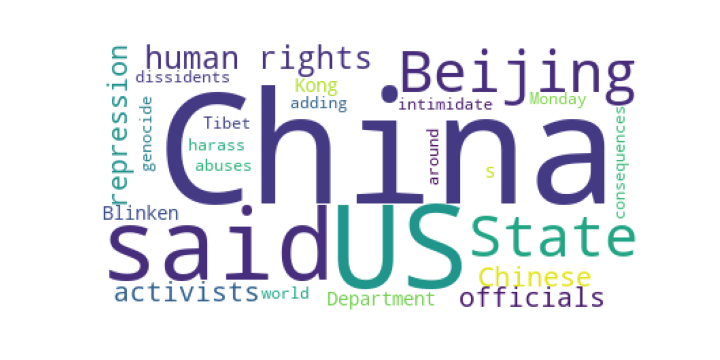 human rights
Beijing
dissidents
Kong
repression
genocide
adding
intimidate
Monday
China
Tibet
harass
abuses
around
s
consequences
Blinken
said
US
State
Chinese
activists
world
Department
officials